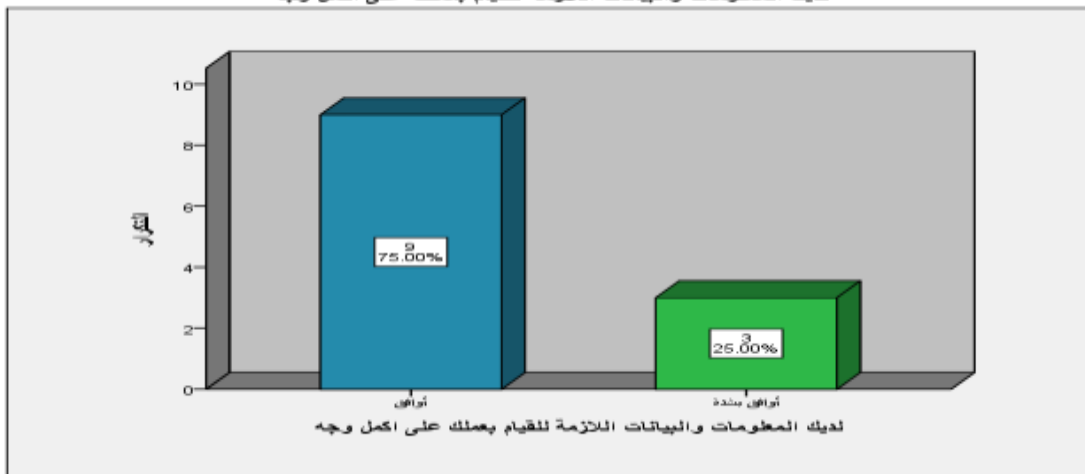 10
8
6
4
2
0
التكرار
9
75.00%
3
25.00%
أوافق
أوافق بشدة
لديك المعلومات والبيانات اللازمة للقيام بعملك على اكمل وجه